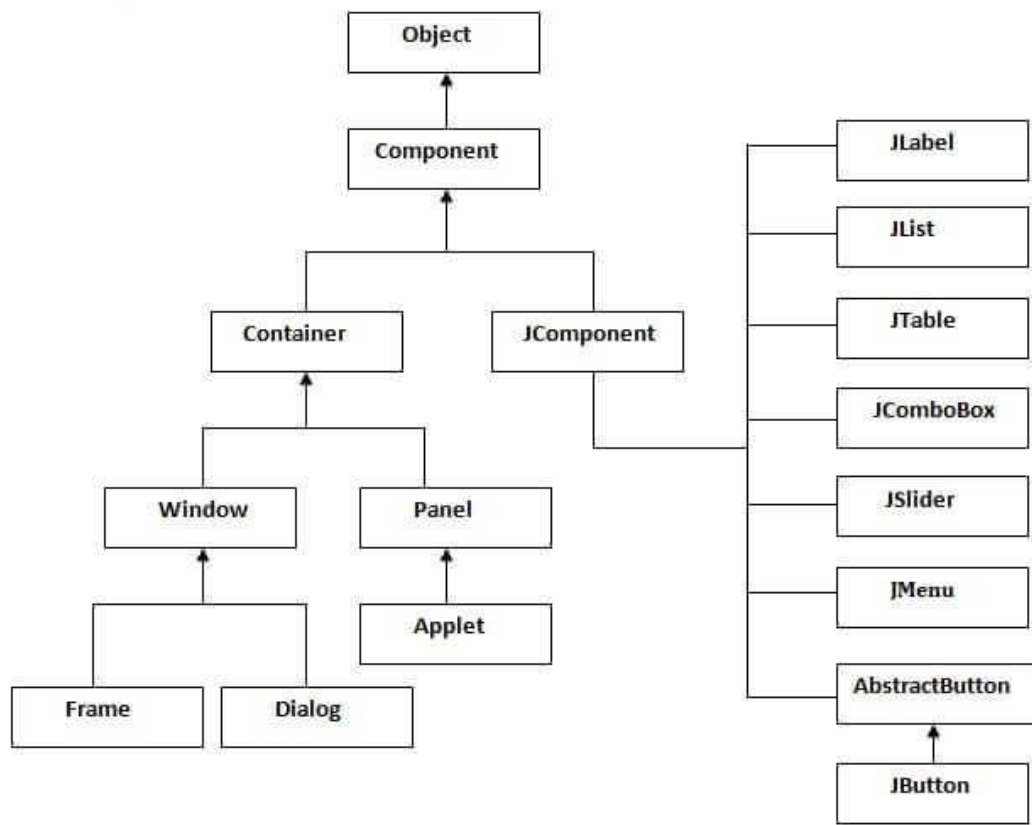 Object
Component
Container
JComponent
Window
Panel
Applet
Frame
Dialog
JLabel
JList
JTable
JComboBox
JSlider
JMenu
AbstractButton
JButton